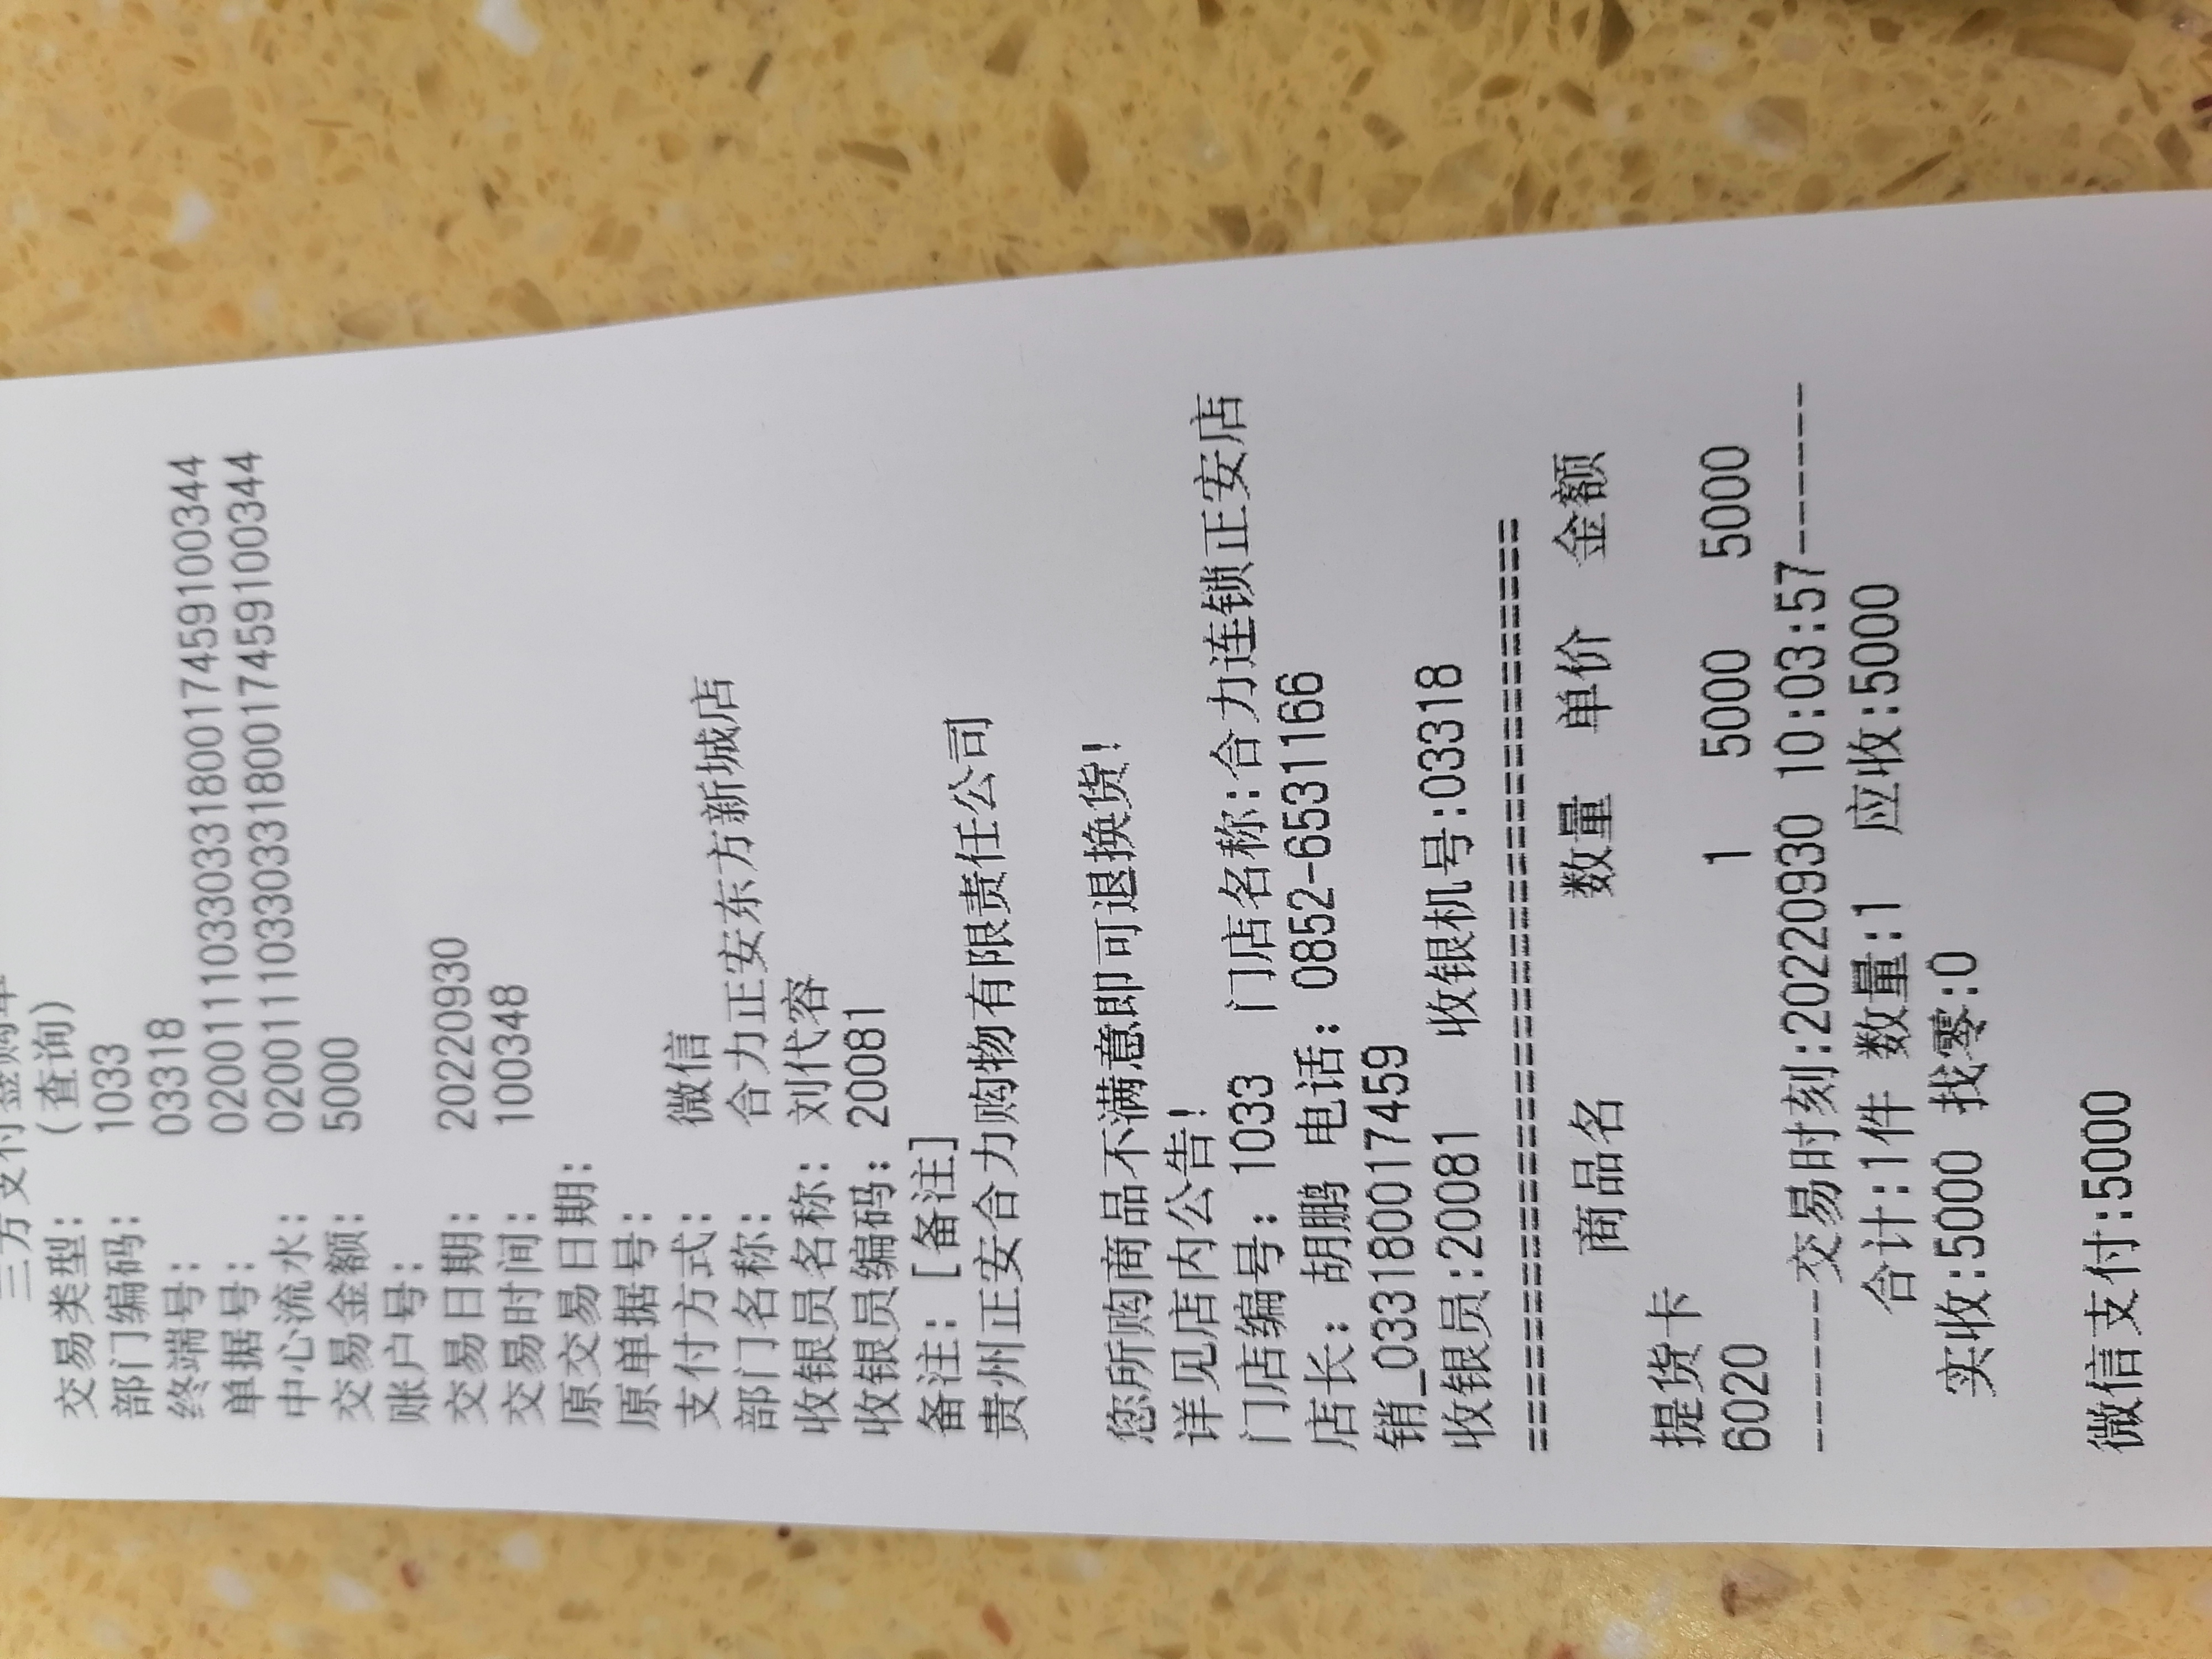 三方支付签购单
交易类型： (查询)
部门编码： 1033
终端号： 03318
单据号： 0200111033033180017459100344
中心流水： 0200111033033180017459100344
交易金额： 5000
账户号：
交易日期： 20220930
交易时间： 100348
原交易日期：
原单据号：
支付方式： 微信
部门名称： 合力正安东方新城店
收银员名称： 刘代容
收银员编码： 20081
备注：[备注]
贵州正安合力购物有限责任公司
您所购商品不满意即可退换货!
详见店内公告!
门店编号： 1033 门店名称:合力连锁正安店
店长： 胡鹏 电话： 0852-6531166
销_033180017459
收银员:20081 收银机号:03318
================================
商品名 数量 单价 金额
提货卡
6020 1 5000 5000
--------交易时刻:20220930 10:03:57-------
合计:1件 数量:1 应收:5000
实收:5000 找零:0
微信支付:5000